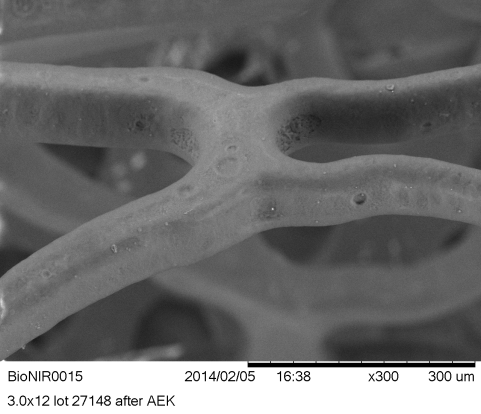 BioNIR0015 2014/02/05 16:38 x300 300 um
3.0x12 lot 27148 after AEK